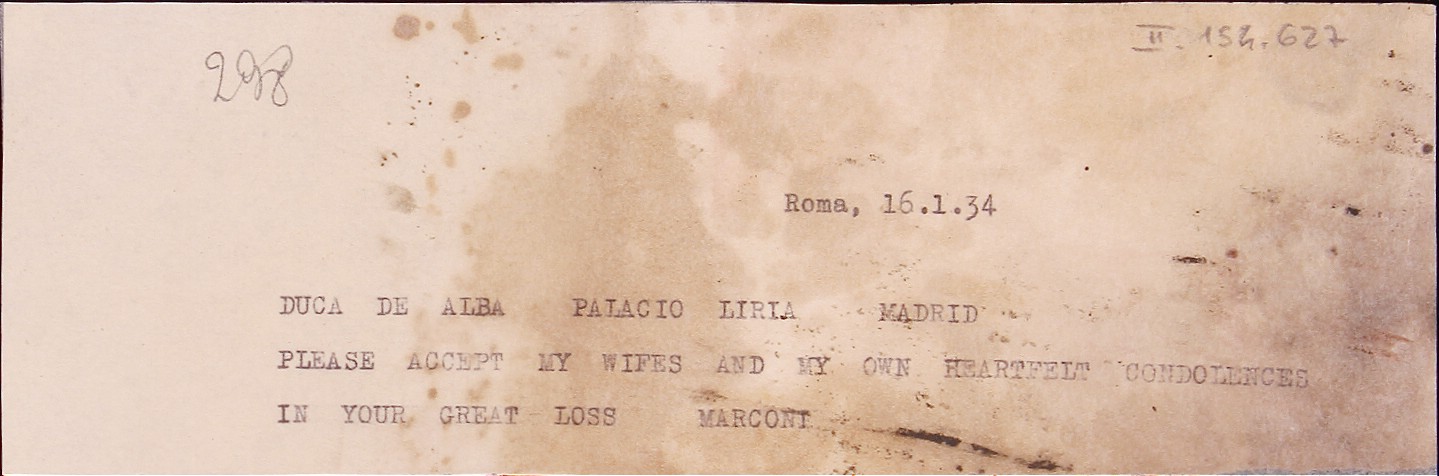 298
II. 154.627
Roma, 16.1.34
DUCA DE ALBA PALACIO LIRIA MADRID
PLEASE ACCEPT MY WIFES AND MY OWN HEARTFELT CONDOLENCES
IN YOUR GREAT LOSS MARCONI